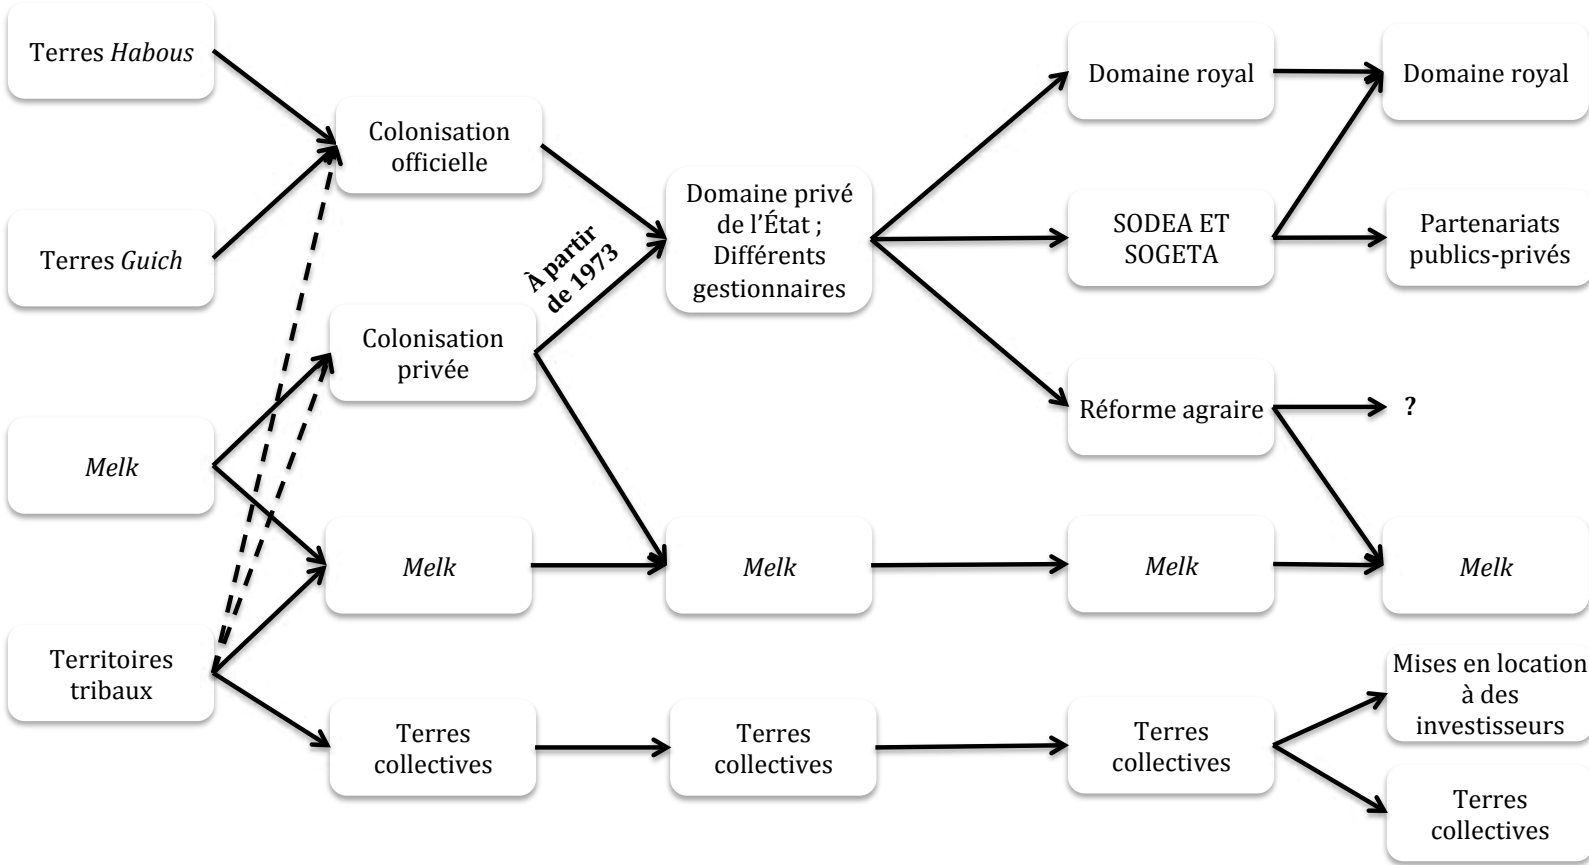 Terres Habous
Terres Guich
Melk
Territoires
tribaux
Colonisation
officielle
Colonisation
privée
À partir
de 1973
Melk
Terres
collectives
Domaine privé
de l'État ;
Différents
gestionnaires
Melk
Terres
collectives
Domaine royal
SODEA ET
SOGETA
Réforme agraire
Melk
Terres
collectives
Domaine royal
Partenariats
publics-privés
?
Melk
Mises en location
à des
investisseurs
Terres
collectives